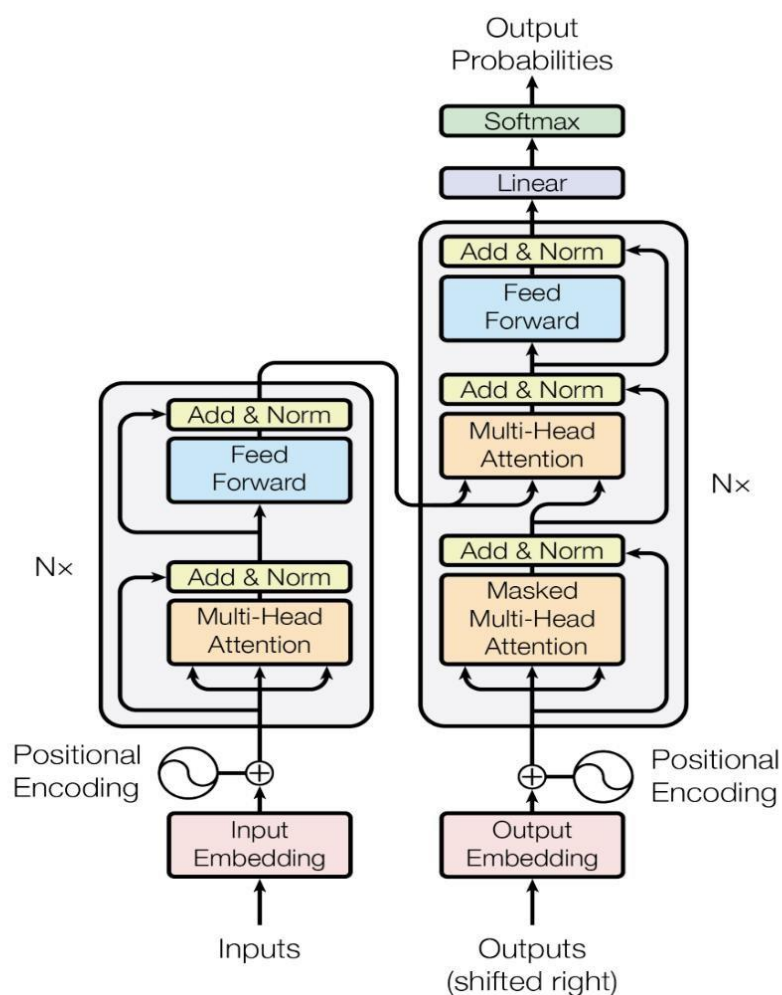 Output
Probabilities
Softmax
Linear
Add & Norm
Feed
Forward
Add & Norm
Multi-Head
Attention
Nx
Add & Norm
Masked
Multi-Head
Attention
Add & Norm
Feed
Forward
Nx
Add & Norm
Multi-Head
Attention
Positional
Encoding
Positional
Encoding
Input
Embedding
Output
Embedding
Inputs
Outputs
(shifted right)